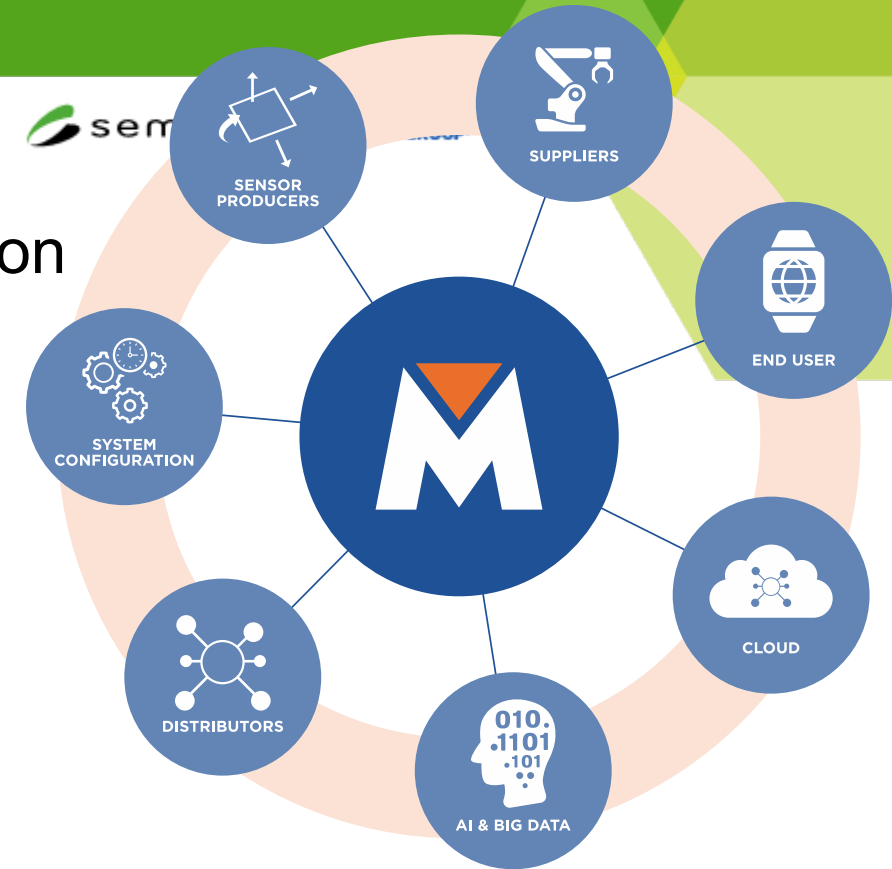 sem
SUPPLIERS
SENSOR
PRODUCERS
on
END USER
SYSTEM
CONFIGURATION
M
CLOUD
DISTRIBUTORS
010.
.1101
.101
AI & BIG DATA